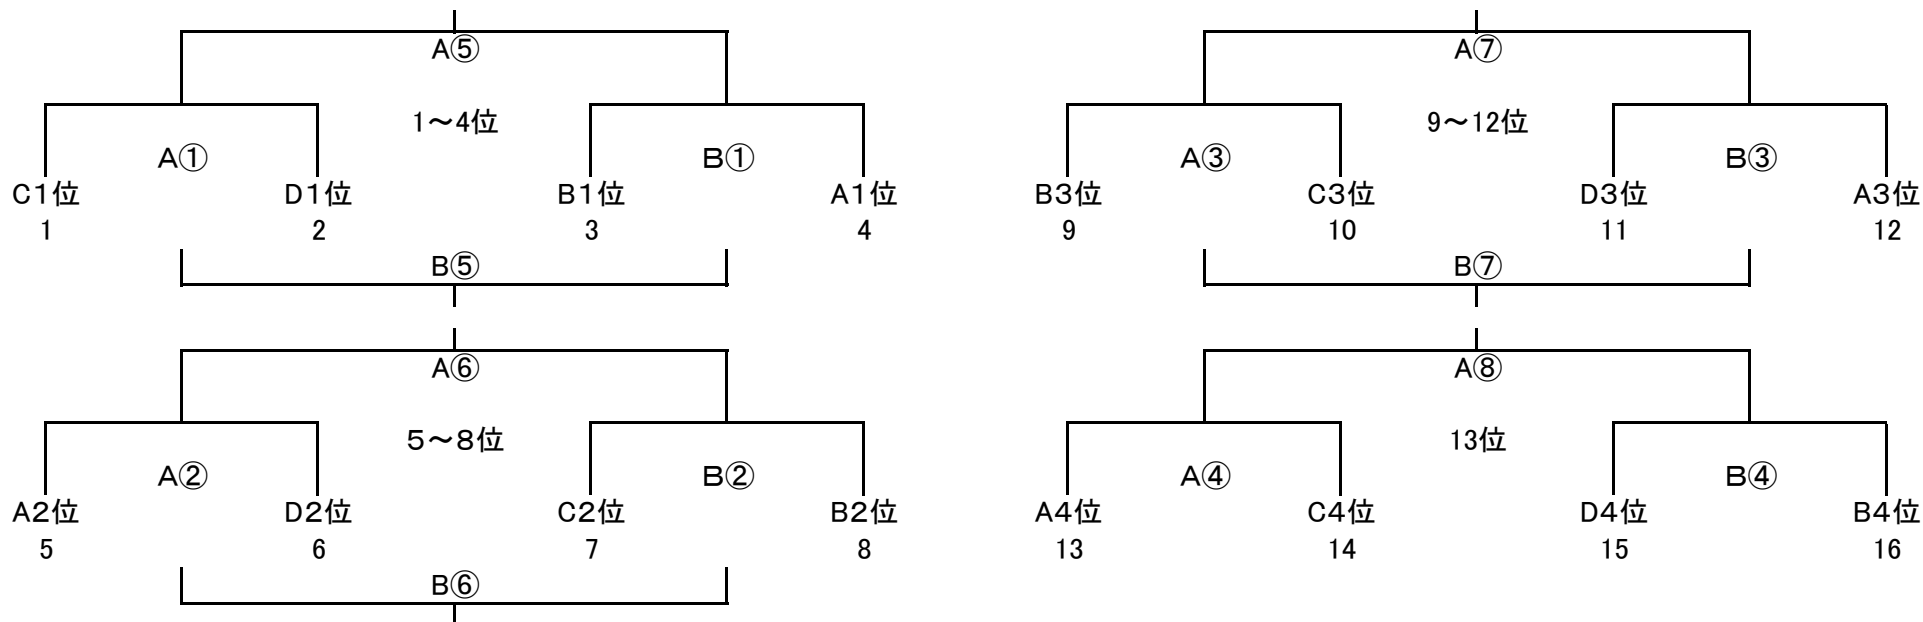 A⑤ A⑦
1～4位 9～12位
A① B① A③ B③
C1位 D1位 B1位 A1位 B3位 C3位 D3位 A3位
1 2 3 4 9 10 11 12
B⑤ B⑦
A⑥ A⑧
５～８位 13位
A② B② A④ B④
A2位 D2位 C2位 B2位 A4位 C4位 D4位 B4位
5 6 7 8 13 14 15 16
B⑥